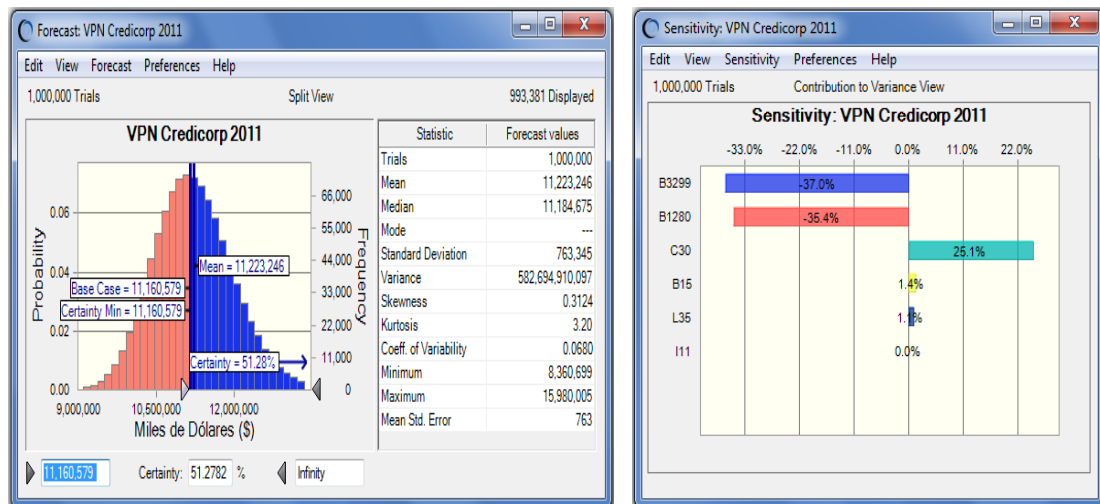 Forecast: VPN Credicorp 2011
Edit View Forecast Preferences Help
1,000,000 Trials Split View 993,381 Displayed
VPN Credicorp 2011
0.06
0.04
0.02
0.00
Probability
66,000
55,000
44,000
33,000
22,000
11,000
0
Frequency
Mean = 11,223,246
Base Case = 11,160,579
Certainty Min = 11,160,579
Certainty = 51.28%
9,000,000 10,500,000 12,000,000
Miles de Dólares ($)
Statistic Forecast values
Trials 1,000,000
Mean 11,223,246
Median 11,184,675
Mode ---
Standard Deviation 763,345
Variance 582,694,910,097
Skewness 0.3124
Kurtosis 3.20
Coeff. of Variability 0.0680
Minimum 8,360,699
Maximum 15,980,005
Mean Std. Error 763
11,160,579 Certainty: 51.2782 % Infinity
Sensitivity: VPN Credicorp 2011
Edit View Sensitivity Preferences Help
1,000,000 Trials Contribution to Variance View
Sensitivity: VPN Credicorp 2011
-33.0% -22.0% -11.0% 0.0% 11.0% 22.0%
B3299 -37.0%
B1280 -35.4%
C30 25.1%
B15 1.4%
L35 1.1%
I11 0.0%